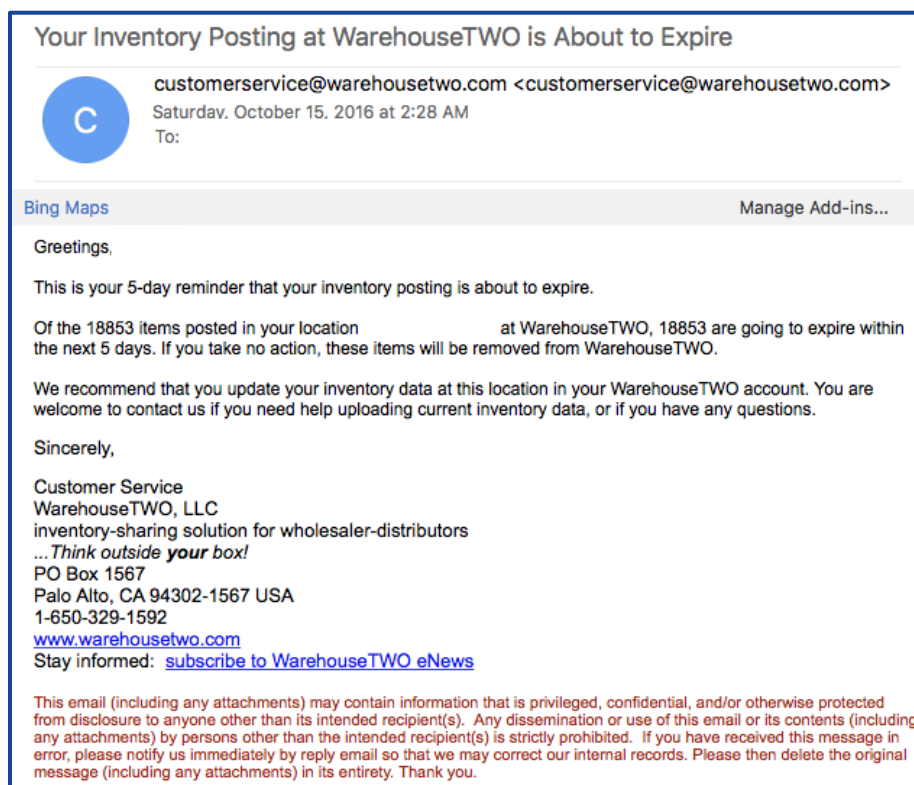 Your Inventory Posting at WarehouseTWO is About to Expire
C
customerservice@warehousetwo.com <customerservice@warehousetwo.com>
Saturday, October 15, 2016 at 2:28 AM
To:
Bing Maps
Manage Add-ins...
Greetings,
This is your 5-day reminder that your inventory posting is about to expire.
Of the 18853 items posted in your location at WarehouseTWO, 18853 are going to expire within
the next 5 days. If you take no action, these items will be removed from WarehouseTWO.
We recommend that you update your inventory data at this location in your WarehouseTWO account. You are
welcome to contact us if you need help uploading current inventory data, or if you have any questions.
Sincerely,
Customer Service
WarehouseTWO, LLC
inventory-sharing solution for wholesaler-distributors
...Think outside your box!
PO Box 1567
Palo Alto, CA 94302-1567 USA
1-650-329-1592
www.warehousetwo.com
Stay informed: subscribe to WarehouseTWO eNews
This email (including any attachments) may contain information that is privileged, confidential, and/or otherwise protected
from disclosure to anyone other than its intended recipient(s). Any dissemination or use of this email or its contents (including
any attachments) by persons other than the intended recipient(s) is strictly prohibited. If you have received this message in
error, please notify us immediately by reply email so that we may correct our internal records. Please then delete the original
message (including any attachments) in its entirety. Thank you.